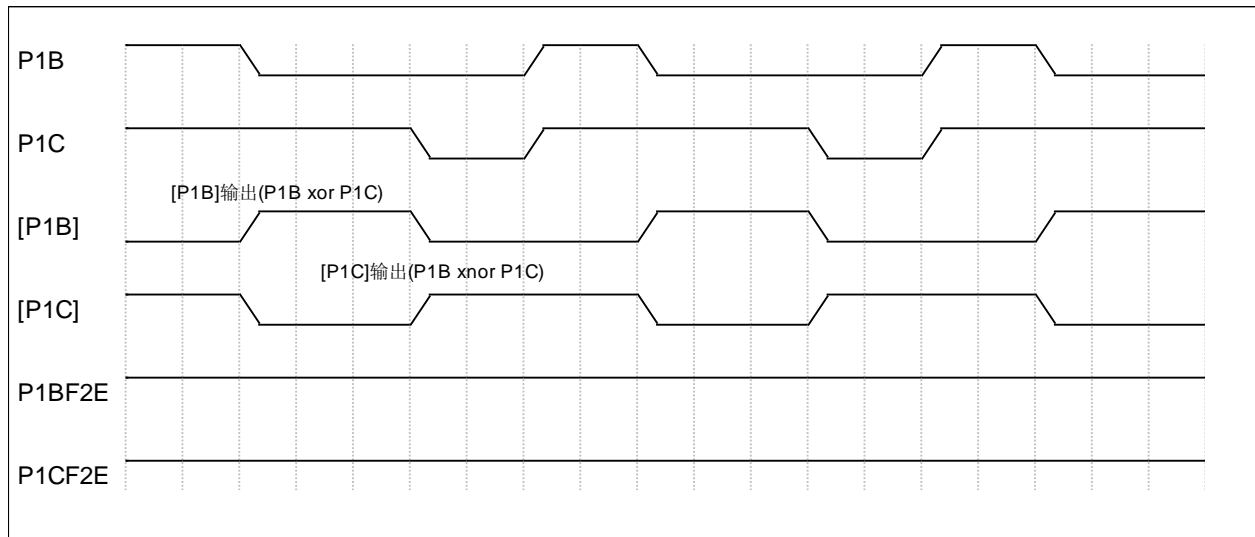 P1B
P1C
[P1B]输出(P1B xor P1C)
[P1B]
[P1C]输出(P1B xnor P1C)
[P1C]
P1BF2E
P1CF2E